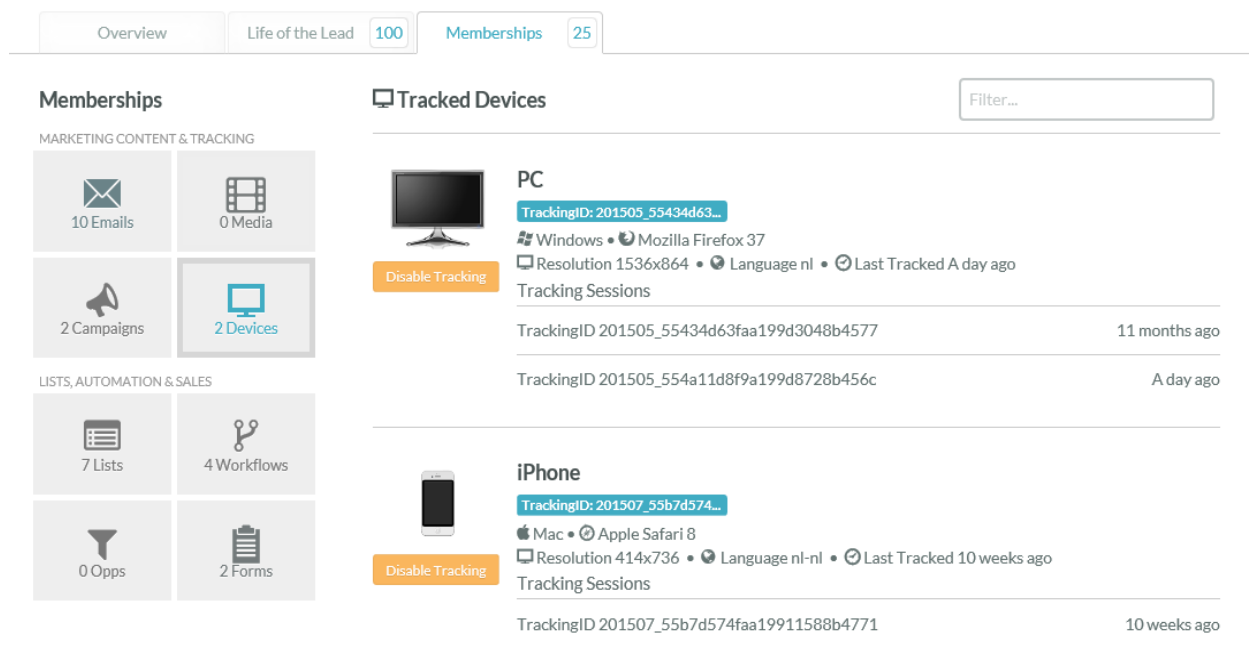 Overview
Life of the Lead 100
Memberships 25
Memberships
MARKETING CONTENT & TRACKING
10 Emails
0 Media
2 Campaigns
2 Devices
LISTS, AUTOMATION & SALES
7 Lists
4 Workflows
0 Opps
2 Forms
Tracked Devices
Filter...
PC
TrackingID: 201505_55434d63...
Windows • Mozilla Firefox 37
Resolution 1536x864 • Language nl • Last Tracked A day ago
Disable Tracking
Tracking Sessions
TrackingID 201505_55434d63faa199d3048b4577 11 months ago
TrackingID 201505_554a11d8f9a199d8728b456c A day ago
iPhone
TrackingID: 201507_55b7d574...
Mac • Apple Safari 8
Resolution 414x736 • Language nl-nl • Last Tracked 10 weeks ago
Disable Tracking
Tracking Sessions
TrackingID 201507_55b7d574faa19911588b4771 10 weeks ago